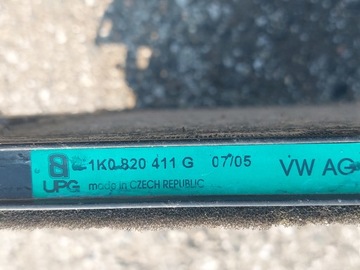 1K0 820 411 G 07/05 VW AG
UPG made in CZECH REPUBLIC